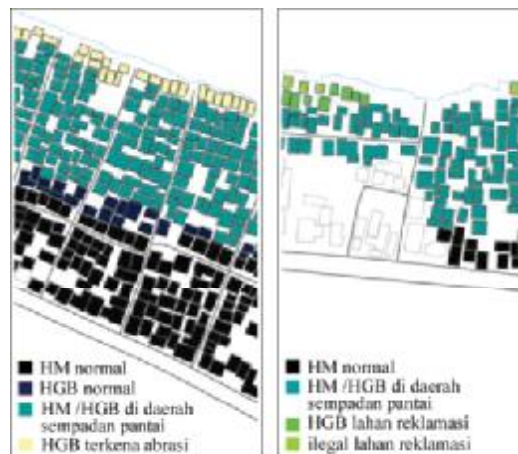 HM normal
HGB normal
HM /HGB di daerah
sempadan pantai
HGB terkena abrasi
HM normal
HM /HGB di daerah
sempadan pantai
HGB lahan reklamasi
ilegal lahan reklamasi